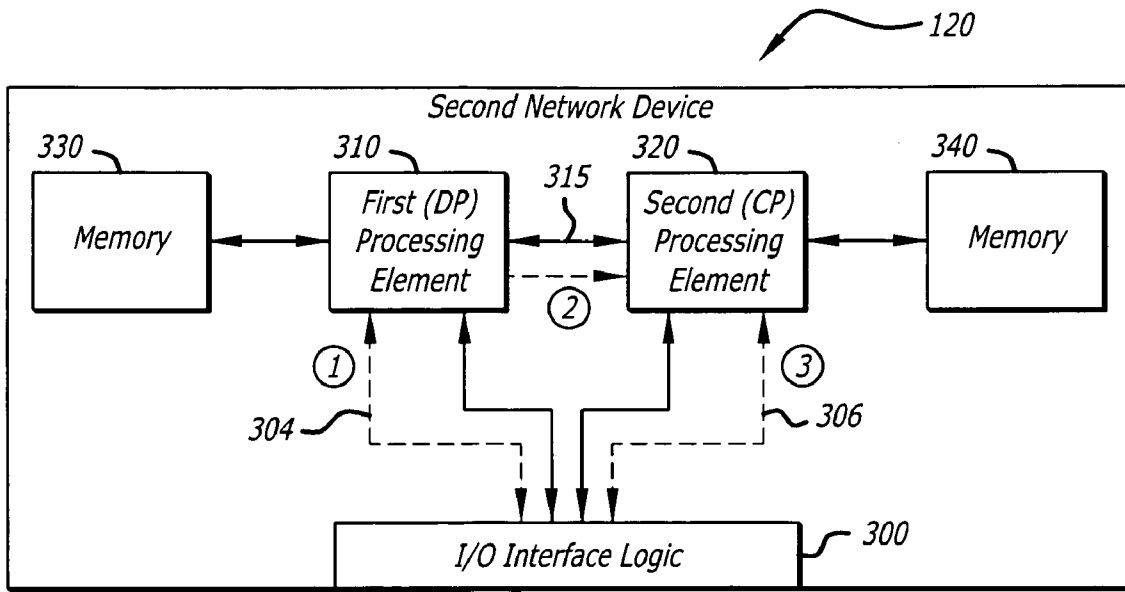 120
Second Network Device
330
310
320
340
315
Memory
First (DP)
Processing
Element
Second (CP)
Processing
Element
Memory
2
1
3
304
306
I/O Interface Logic
300